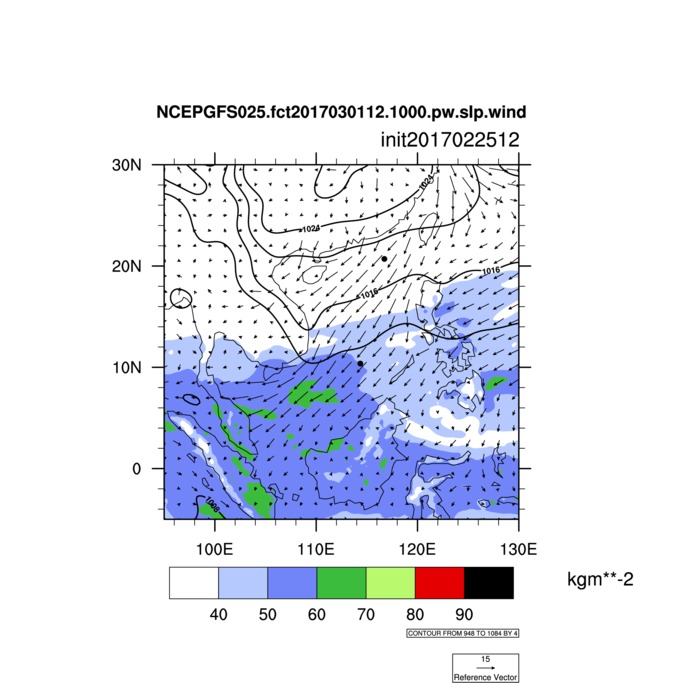 NCEPGFS025.fct2017030112.1000.pw.slp.wind
init2017022512
30N
1024
1024
20N
1016
1016
10N
0
1008
100E 110E 120E 130E
kgm**-2
40 50 60 70 80 90
CONTOUR FROM 948 TO 1084 BY 4
15
Reference Vector